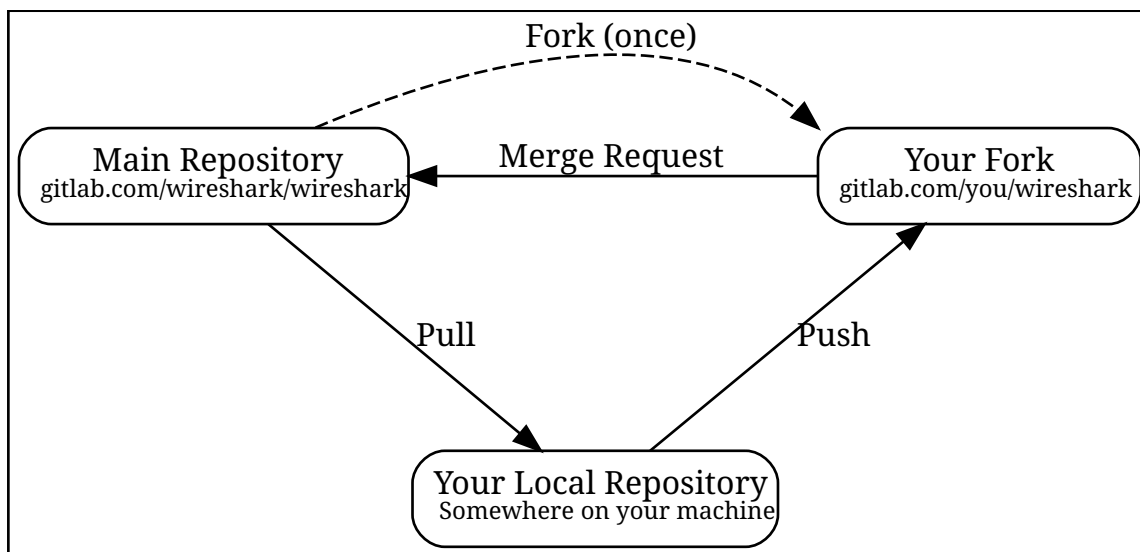 Fork (once)
Main Repository
gitlab.com/wireshark/wireshark
Merge Request
Your Fork
gitlab.com/you/wireshark
Pull
Push
Your Local Repository
Somewhere on your machine